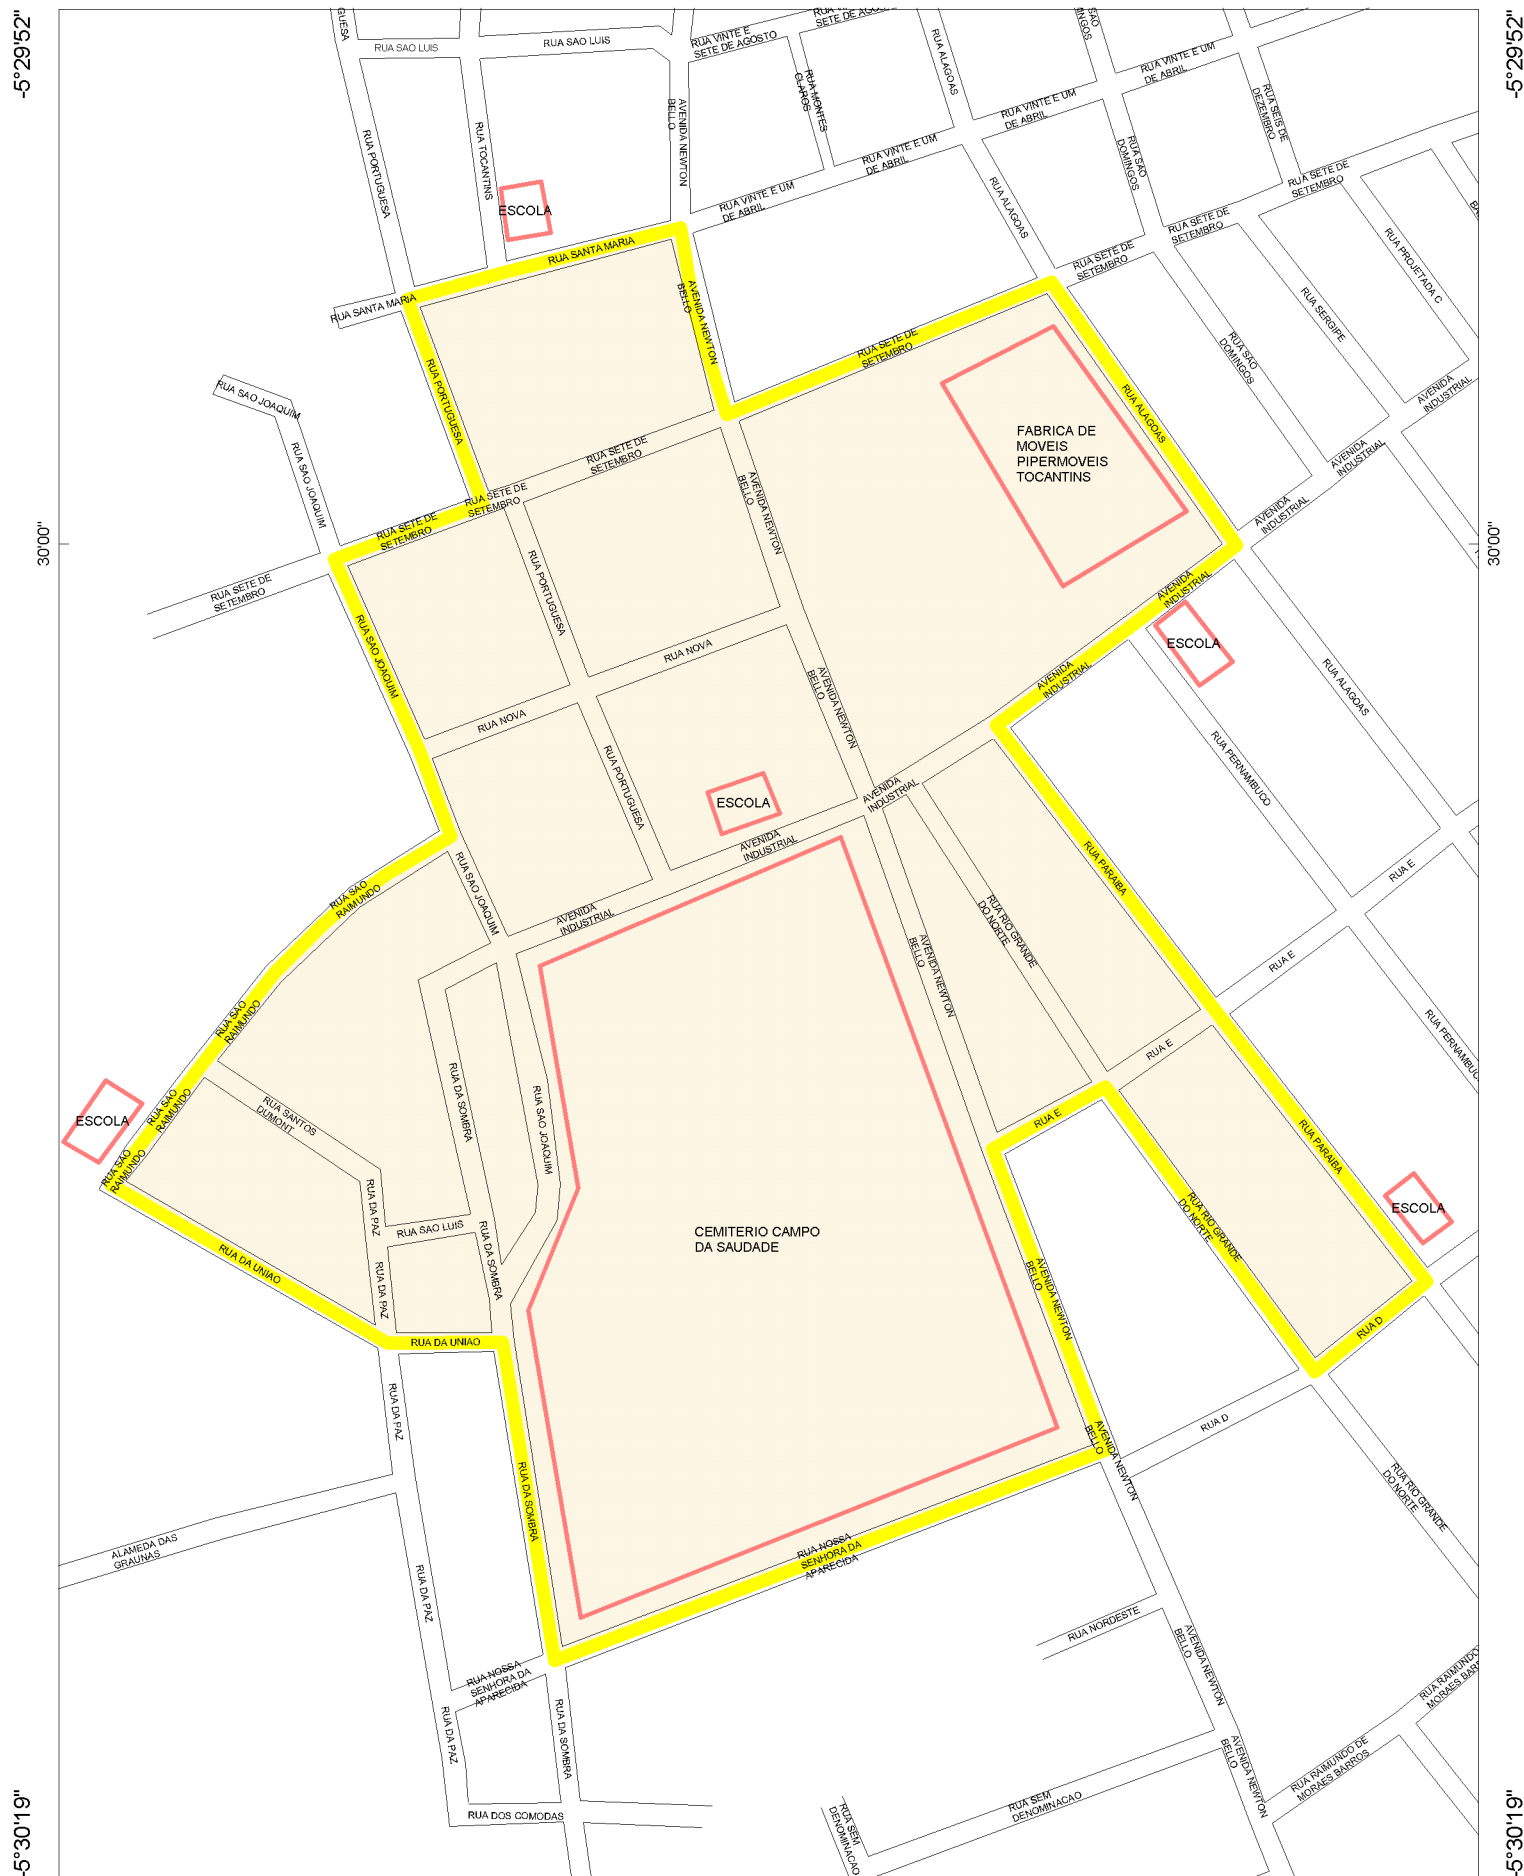 -5°29'52"
-5°29'52"
GUESA
RUA SAO LUIS
RUA SAO LUIS
RUA VINTE E
SETE DE AGOSTO
SETE DE AGOSTO
SAO
DOMINGOS
RUA ALAGOAS
RUA VINTE E UM
DE ABRIL
RUA MONTES
CLAROS
AVENIDA NEWTON
BELLO
RUA TOCANTINS
RUA PORTUGUESA
RUA VINTE E UM
DE ABRIL
RUA SEIS DE
DEZEMBRO
RUA VINTE E UM
DE ABRIL
RUA SAO
DOMINGOS
RUA SETE DE
SETEMBRO
ESCOLA
RUA VINTE E UM
DE ABRIL
RUA ALAGOAS
RUA SETE DE
SETEMBRO
RUA SANTA MARIA
RUA SETE DE
SETEMBRO
RUA PROJETADA C
RUA SANTA MARIA
AVENIDA NEWTON
BELLO
RUA SERGIPE
RUA SETE DE
SETEMBRO
RUA SAO
DOMINGOS
RUA SAO JOAQUIM
RUA PORTUGUESA
RUA ALAGOAS
AVENIDA
INDUSTRIAL
FABRICA DE
MOVEIS
PIPERMOVEIS
TOCANTINS
RUA SETE DE
SETEMBRO
AVENIDA
INDUSTRIAL
RUA SAO JOAQUIM
RUA SETE DE
SETEMBRO
AVENIDA NEWTON
BELLO
RUA SETE DE
SETEMBRO
AVENIDA
INDUSTRIAL
30'00"
30'00"
RUA SETE DE
SETEMBRO
RUA PORTUGUESA
AVENIDA
INDUSTRIAL
ESCOLA
RUA SAO JOAQUIM
RUA NOVA
AVENIDA
INDUSTRIAL
RUA ALAGOAS
AVENIDA NEWTON
BELLO
RUA NOVA
RUA PORTUGUESA
RUA PERNAMBUCO
ESCOLA
AVENIDA
INDUSTRIAL
AVENIDA
INDUSTRIAL
RUA PARAIBA
RUA E
RUA SAO
RAIMUNDO
RUA SAO JOAQUIM
AVENIDA
INDUSTRIAL
RUA RIO GRANDE
DO NORTE
AVENIDA NEWTON
BELLO
RUA E
RUA SAO
RAIMUNDO
RUA E
RUA PERNAMBUC
RUA DA SOMBRA
RUA SAO JOAQUIM
RUA SANTOS
DUMONT
RUA SAO
RAIMUNDO
RUA E
ESCOLA
RUA PARAIBA
RUA SAO
RAIMUNDO
RUA DA PAZ
RUA SAO LUIS
RUA DA SOMBRA
CEMITERIO CAMPO
DA SAUDADE
RUA RIO GRANDE
DO NORTE
ESCOLA
RUA DA UNIAO
RUA DA PAZ
AVENIDA NEWTON
BELLO
RUA DA UNIAO
RUA D
RUA DA PAZ
RUA D
AVENIDA NEWTON
BELLO
RUA DA SOMBRA
RUA RIO GRANDE
DO NORTE
ALAMEDA DAS
GRAUNAS
RUA NOSSA
SENHORA DA
APARECIDA
RUA DA PAZ
RUA NORDESTE
AVENIDA NEWTON
BELLO
RUA NOSSA
SENHORA DA
APARECIDA
RUA RAIMUNDO
MORAES BAR
RUA DA PAZ
RUA DA SOMBRA
AVENIDA NEWTON
BELLO
RUA RAIMUNDO DE
MORAES BARROS
RUA DOS COMODAS
RUA SEM
DENOMINACAO
RUA SEM
DENOMINACAO
-5°30'19"
-5°30'19"